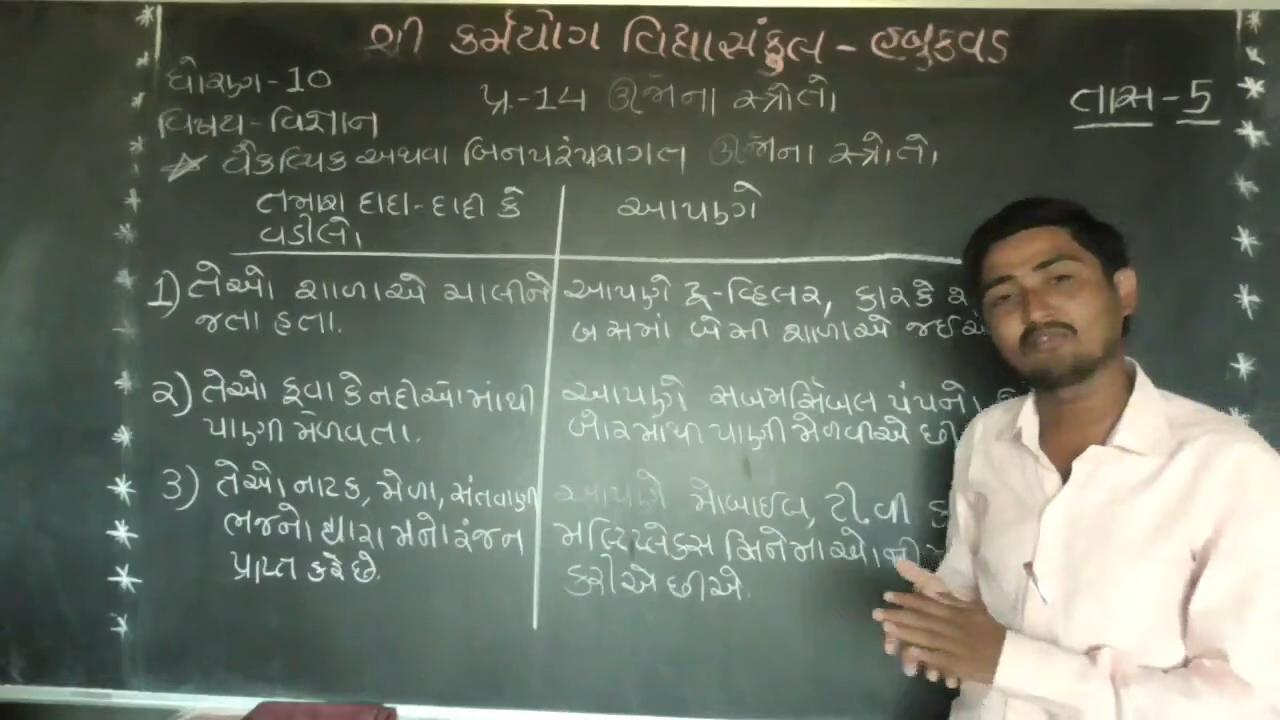 શ્રી કર્મયોગ વિદ્યાસંકુલ - હબુકવડ
ધોરણ-10
પ્ર.-14 ઊર્જાના સ્ત્રોતો
તાસ-5
વિષય-વિજ્ઞાન
વૈકલ્પિક અથવા બિનપરંપરાગત ઊર્જાના સ્ત્રોતો
તમારા દાદા-દાદી કે
વડીલો
આપણે
1) તેઓ શાળાએ ચાલીને
જતા હતા.
આપણે ટુ-વ્હિલર, કાર કે
બસમાં બેસી શાળાએ
૨) તેઓ કૂવા કે નદીઓમાંથી
પાણી મેળવતા.
આપણે સબમર્સિબલ પંપનો
બોરમાંથી પાણી મેળવીએ
3) તેઓ નાટક, મેળા, સંતવાણી
ભજનો દ્વારા મનોરંજન
પ્રાપ્ત કરે છે.
આપણે મોબાઈલ, ટી.વી
મલ્ટિપ્લેક્સ સિનેમાઓ
કરીએ છીએ.